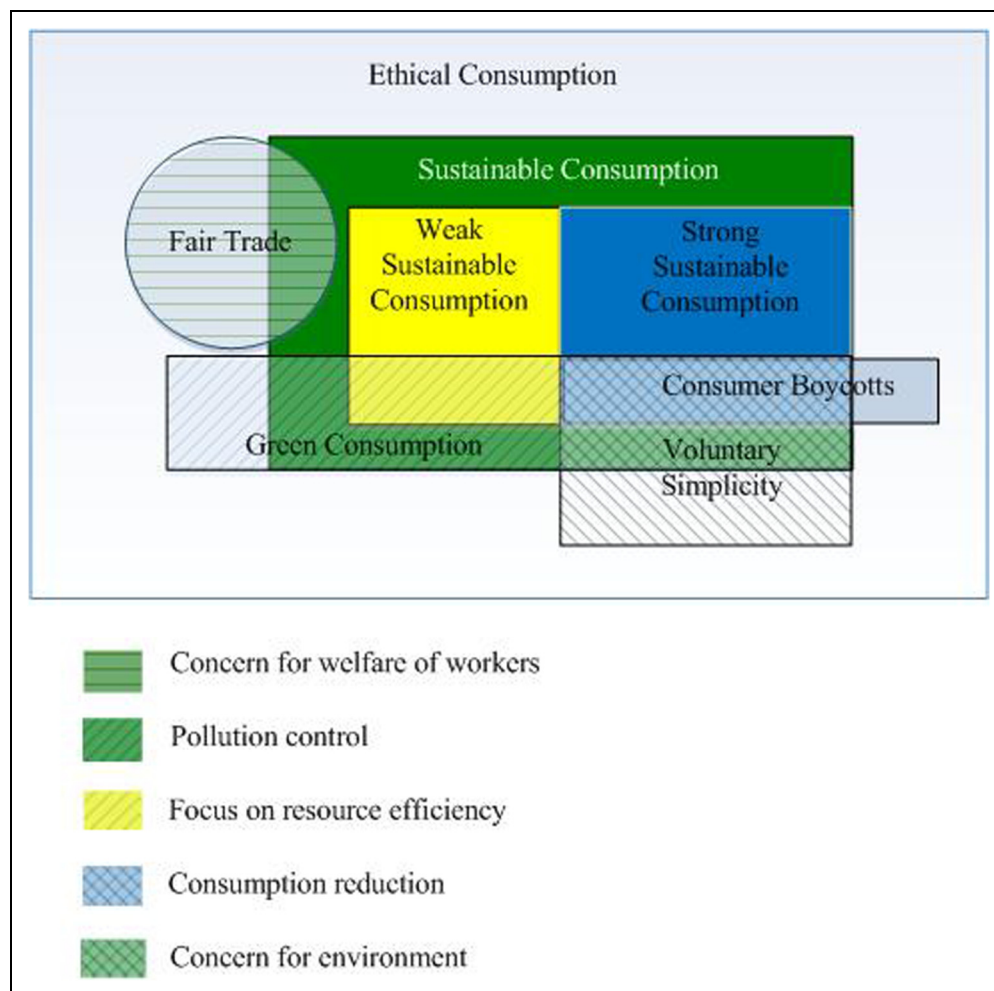 Ethical Consumption
Sustainable Consumption
Fair Trade
Weak
Sustainable
Consumption
Strong
Sustainable
Consumption
Consumer Boycotts
Green Consumption
Voluntary
Simplicity
Concern for welfare of workers
Pollution control
Focus on resource efficiency
Consumption reduction
Concern for environment